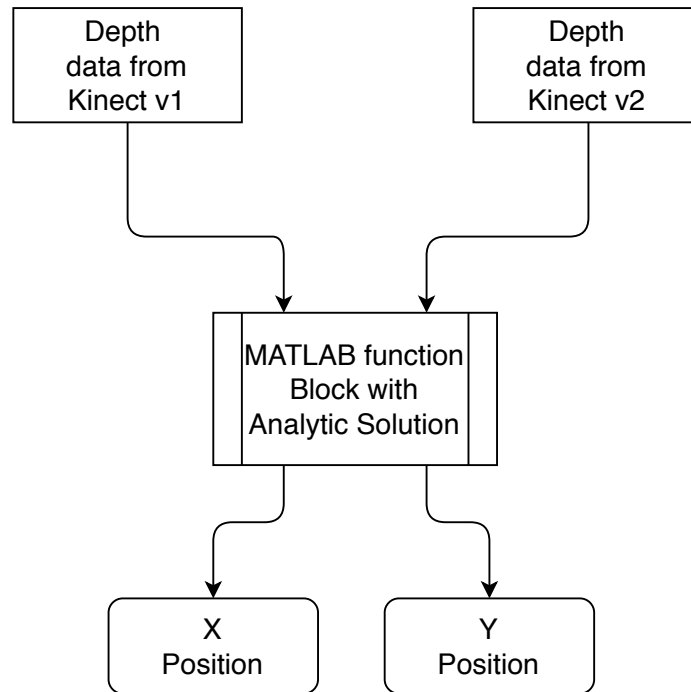 Depth
data from
Kinect v1
Depth
data from
Kinect v2
MATLAB function
Block with
Analytic Solution
X
Position
Y
Position